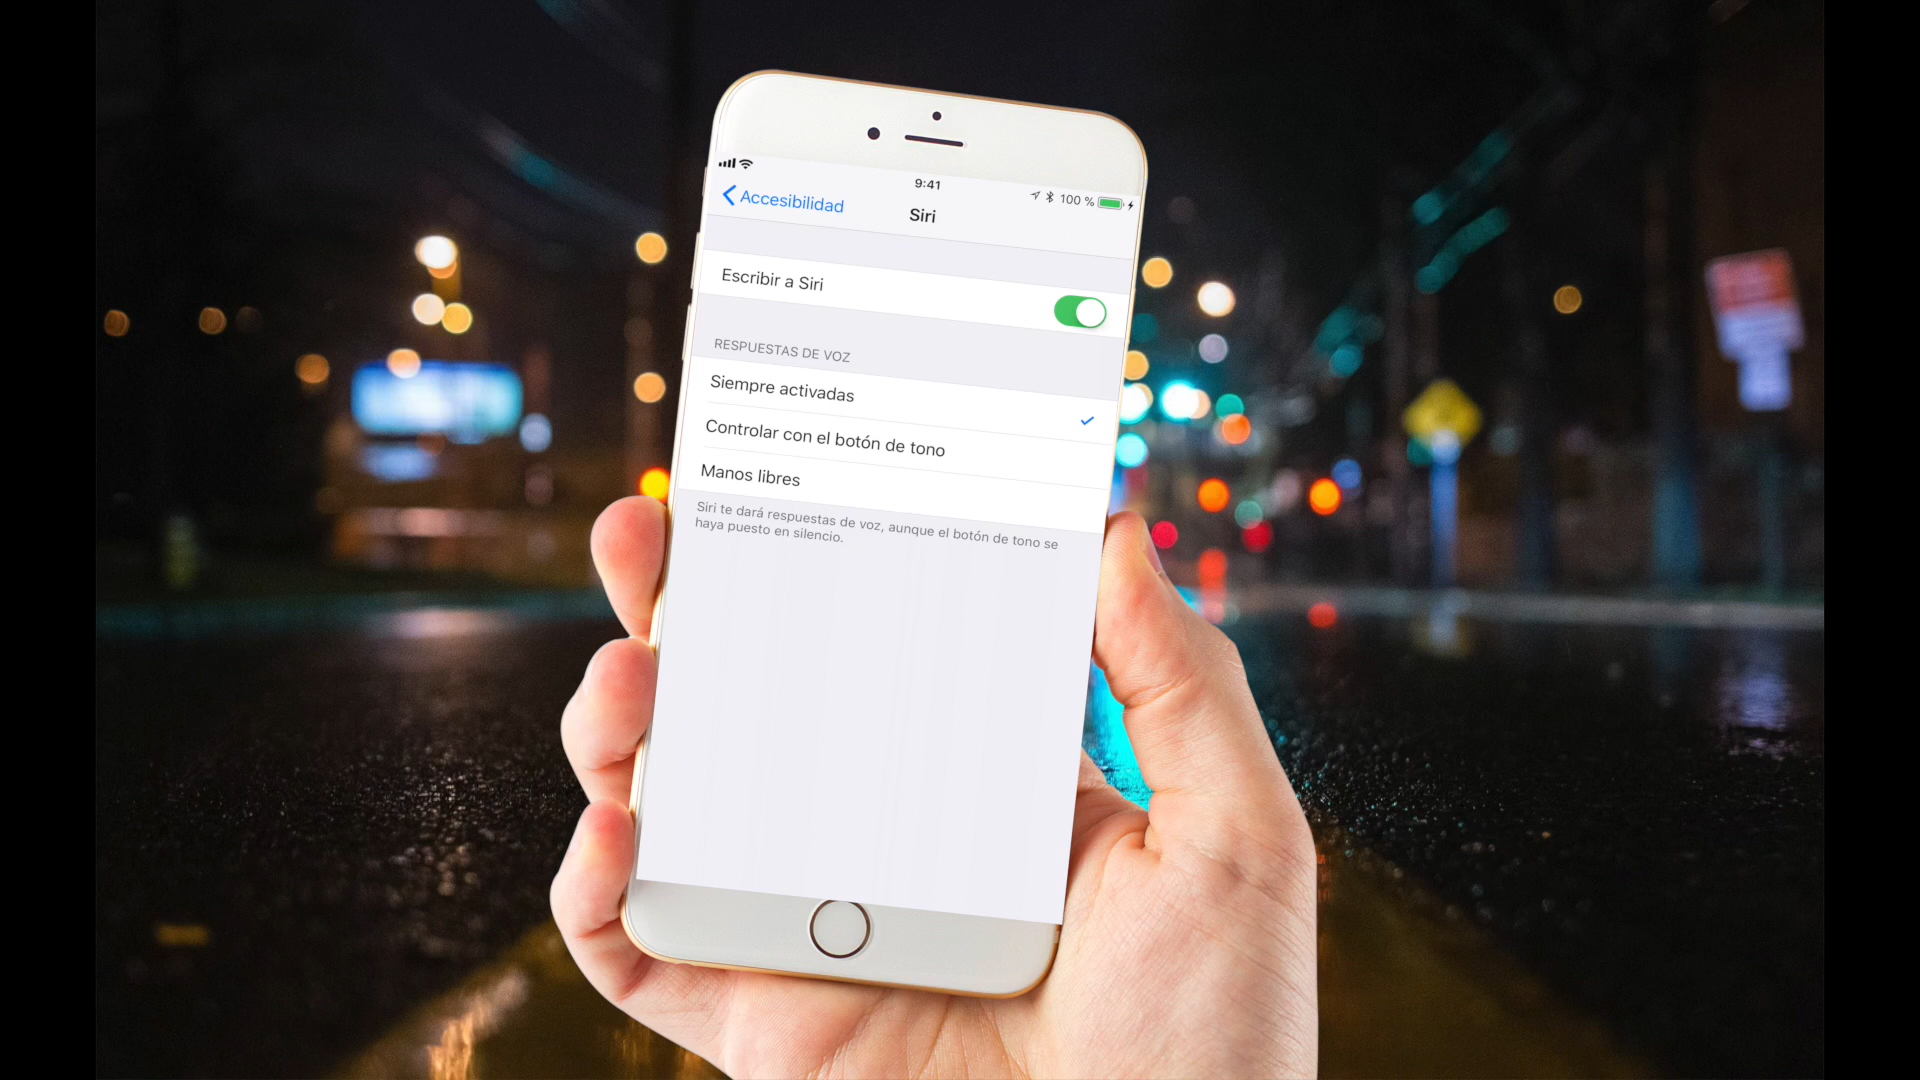 9:41
100 %
Accesibilidad
Siri
Escribir a Siri
RESPUESTAS DE VOZ
Siempre activadas
Controlar con el botón de tono
Manos libres
Siri te dará respuestas de voz, aunque el botón de tono se
haya puesto en silencio.